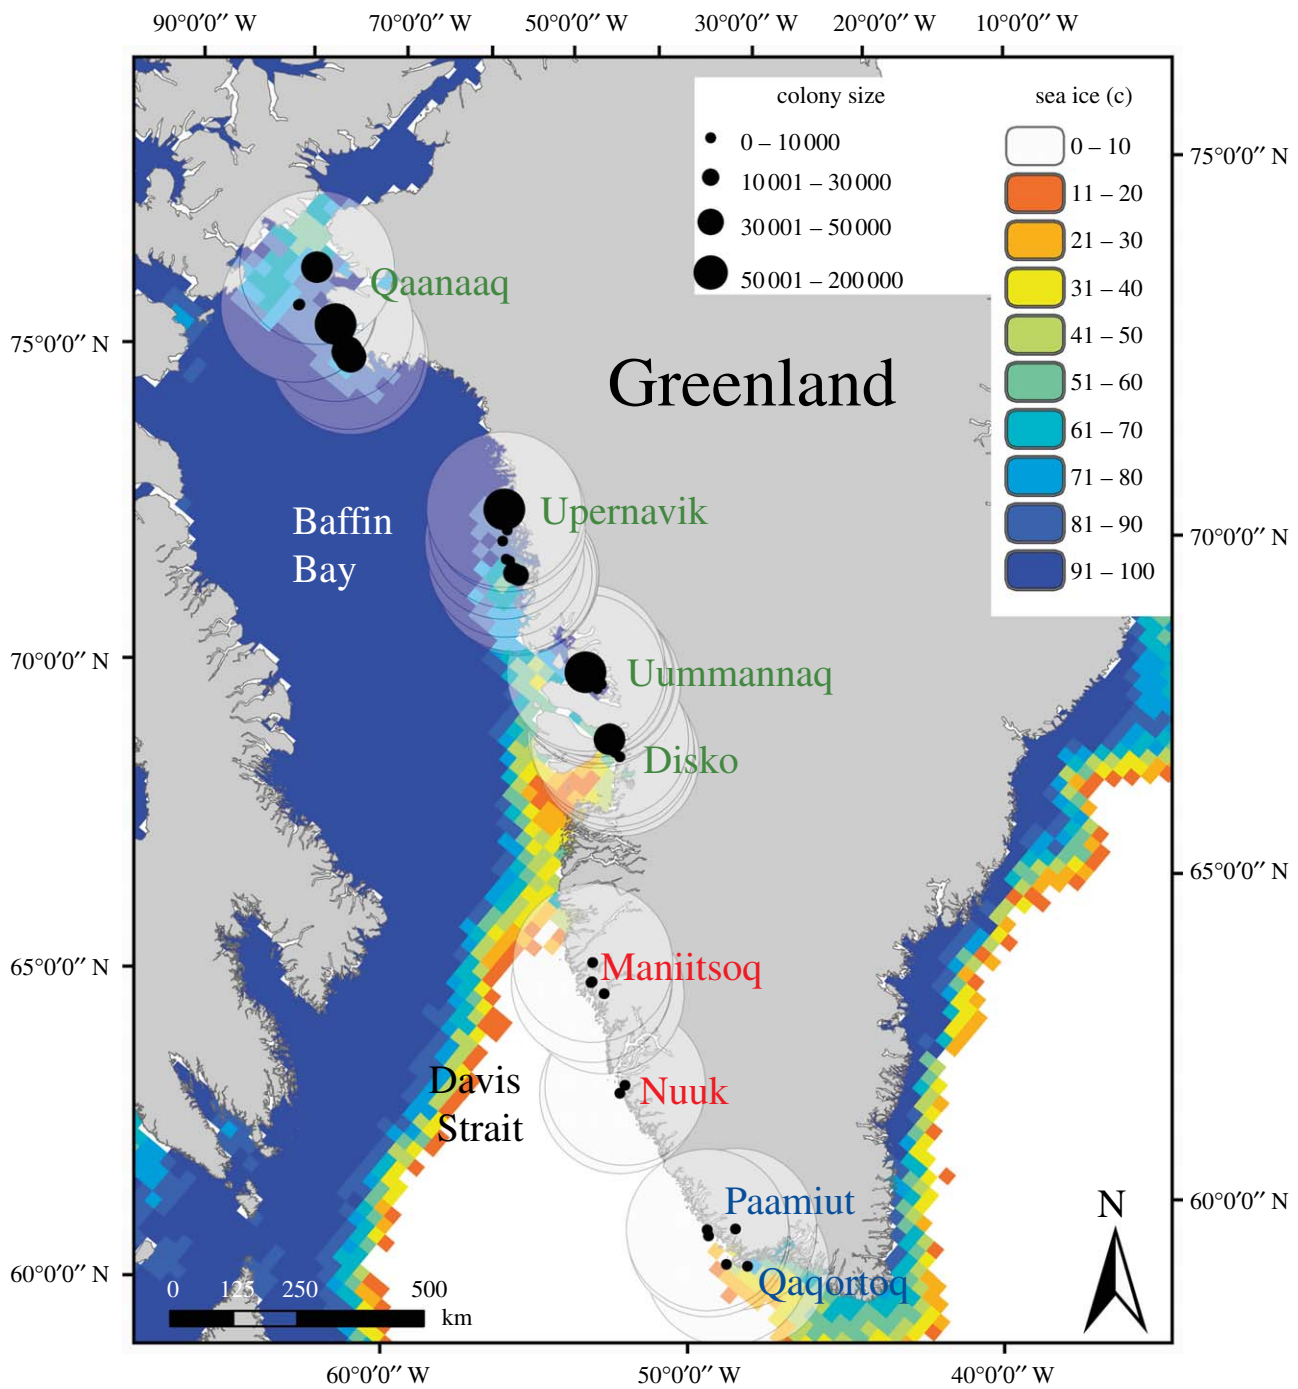 90°0′0″ W 70°0′0″ W 50°0′0″ W 30°0′0″ W 20°0′0″ W 10°0′0″ W
colony size
0 – 10 000
10 001 – 30 000
30 001 – 50 000
50 001 – 200 000
sea ice (c)
0 – 10
11 – 20
21 – 30
31 – 40
41 – 50
51 – 60
61 – 70
71 – 80
81 – 90
91 – 100
75°0′0″ N
70°0′0″ N
65°0′0″ N
60°0′0″ N
75°0′0″ N
70°0′0″ N
65°0′0″ N
60°0′0″ N
Qaanaaq
Greenland
Baffin
Bay
Upernavik
Uummannaq
Disko
Maniitsoq
Davis
Strait
Nuuk
Paamiut
Qaqortoq
N
0 125 250 500
km
60°0′0″ W 50°0′0″ W 40°0′0″ W